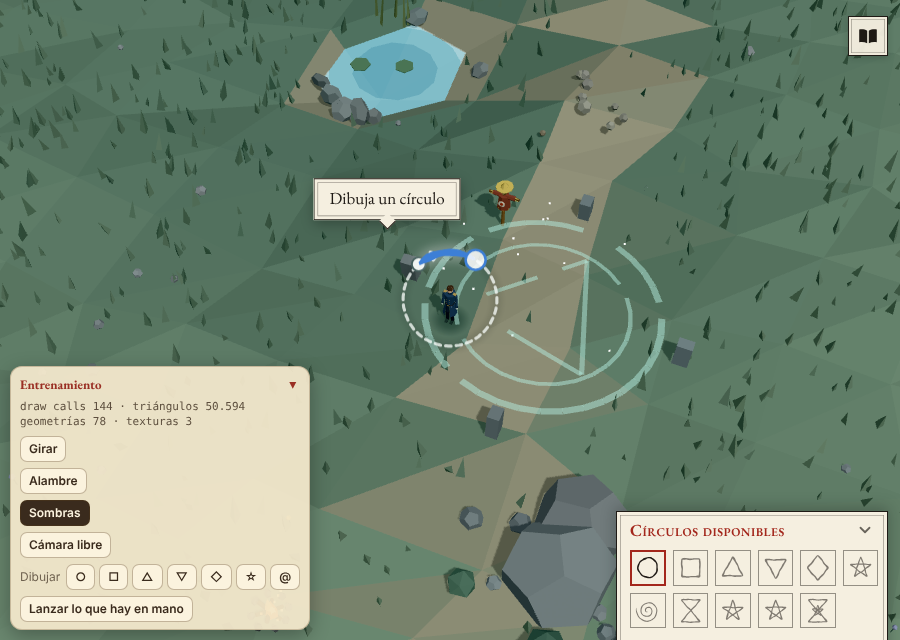 Dibuja un círculo
Entrenamiento
draw calls 144 · triángulos 50.594
geometrías 78 · texturas 3
Girar
Alambre
Sombras
Cámara libre
Dibujar @
Lanzar lo que hay en mano
Círculos disponibles